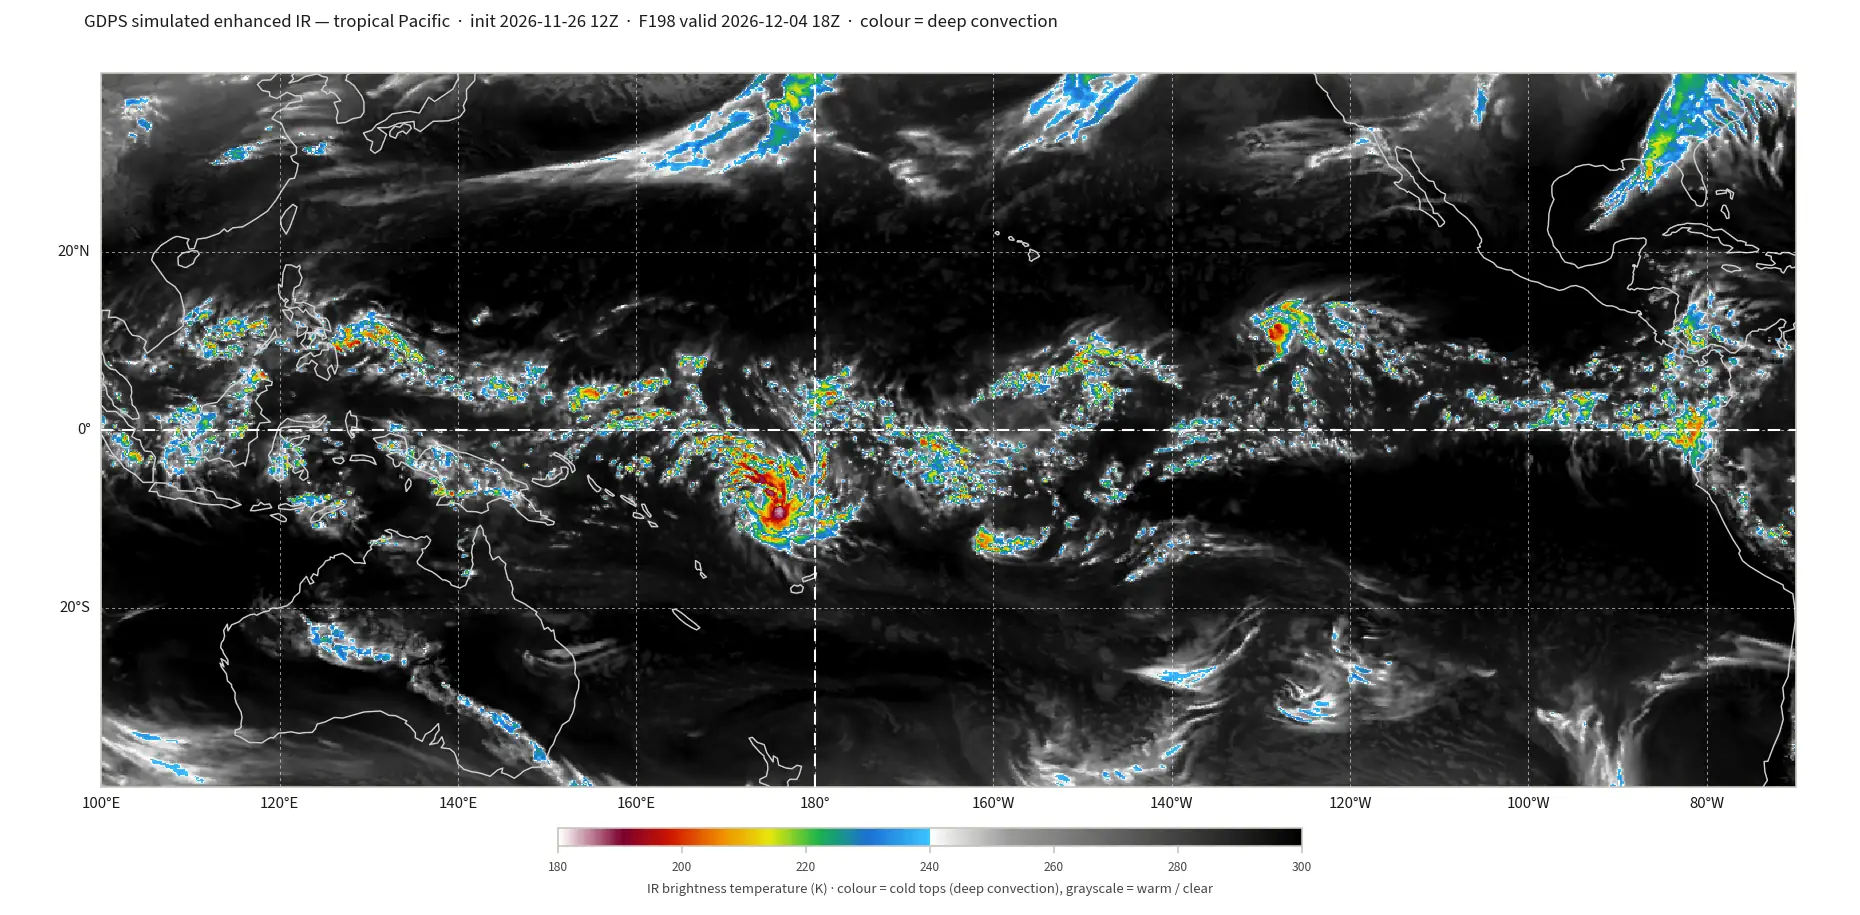 GDPS simulated enhanced IR — tropical Pacific · init 2026-11-26 12Z · F198 valid 2026-12-04 18Z · colour = deep convection
20°N
0°
20°S
100°E 120°E 140°E 160°E 180° 160°W 140°W 120°W 100°W 80°W
180 200 220 240 260 280 300
IR brightness temperature (K) · colour = cold tops (deep convection), grayscale = warm / clear